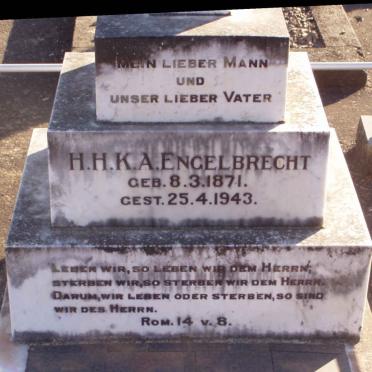 Mein lieber Mann
und
unser lieber Vater
H.H.K.A. Engelbrecht
geb. 8.3.1871.
gest. 25.4.1943.
Leben wir, so leben wir dem Herrn;
sterben wir, so sterben wir dem Herrn.
Darum, wir leben oder sterben, so sind
wir des Herrn.
Rom. 14 v. 8.